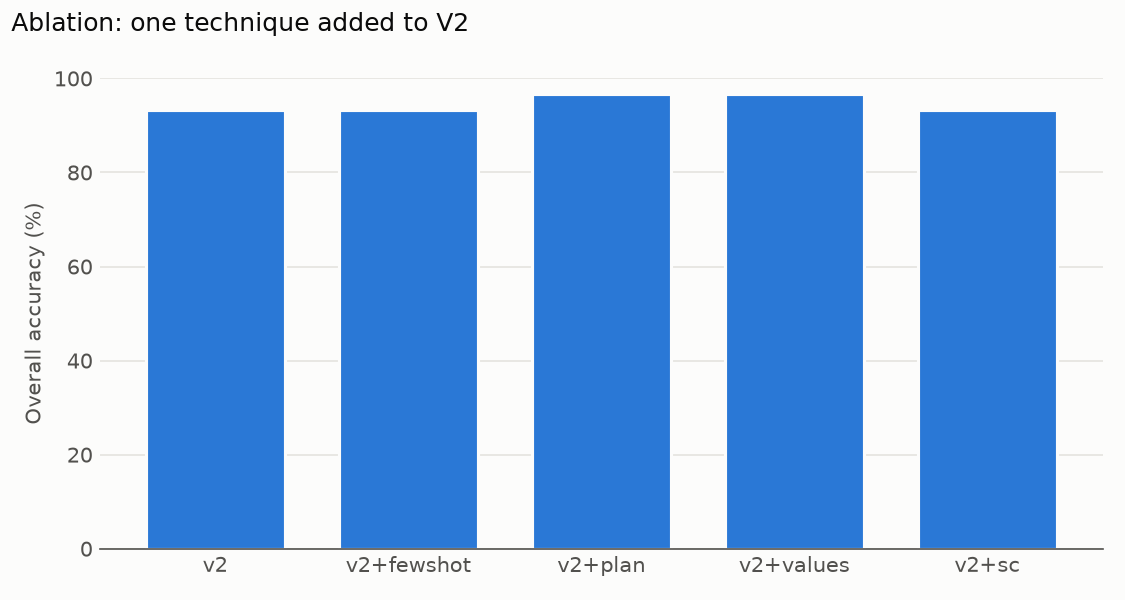 Ablation: one technique added to V2
100
80
60
40
20
0
Overall accuracy (%)
v2
v2+fewshot
v2+plan
v2+values
v2+sc